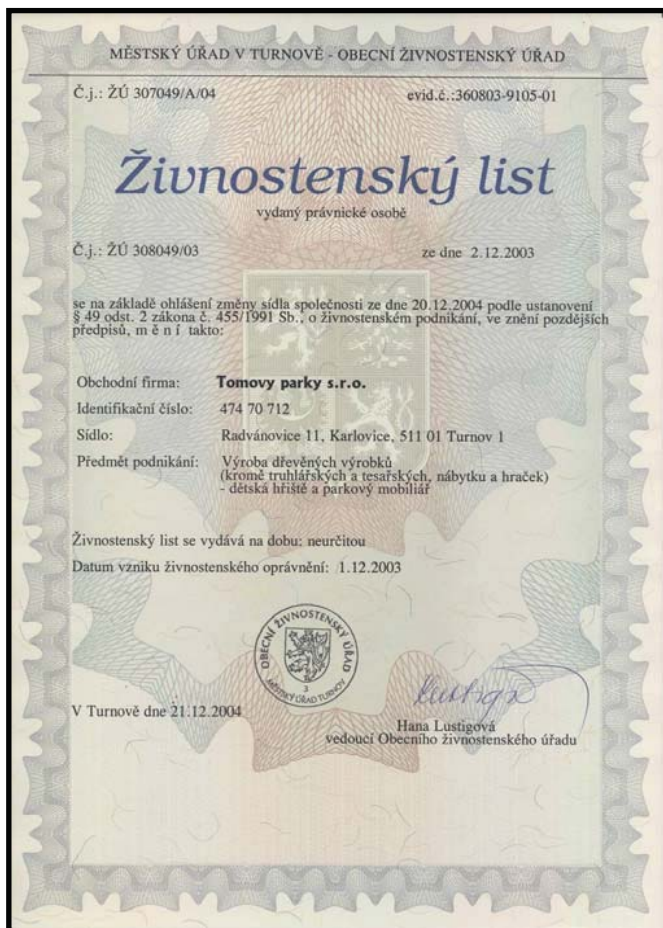 MĚSTSKÝ ÚŘAD V TURNOVĚ - OBECNÍ ŽIVNOSTENSKÝ ÚŘAD
Č.j.: ŽÚ 307049/A/04 evid.č.:360803-9105-01
Živnostenský list
vydaný právnické osobě
Č.j.: ŽÚ 308049/03 ze dne 2.12.2003
se na základě ohlášení změny sídla společnosti ze dne 20.12.2004 podle ustanovení
§ 49 odst. 2 zákona č. 455/1991 Sb., o živnostenském podnikání, ve znění pozdějších
předpisů, m ě n í takto:
Obchodní firma: Tomovy parky s.r.o.
Identifikační číslo: 474 70 712
Sídlo: Radvánovice 11, Karlovice, 511 01 Turnov 1
Předmět podnikání: Výroba dřevěných výrobků
(kromě truhlářských a tesařských, nábytku a hraček)
- dětská hřiště a parkový mobiliář
Živnostenský list se vydává na dobu: neurčitou
Datum vzniku živnostenského oprávnění: 1.12.2003
OBECNÍ ŽIVNOSTENSKÝ ÚŘAD
3
MĚSTSKÝ ÚŘAD TURNOV
V Turnově dne 21.12.2004
Hana Lustigová
vedoucí Obecního živnostenského úřadu